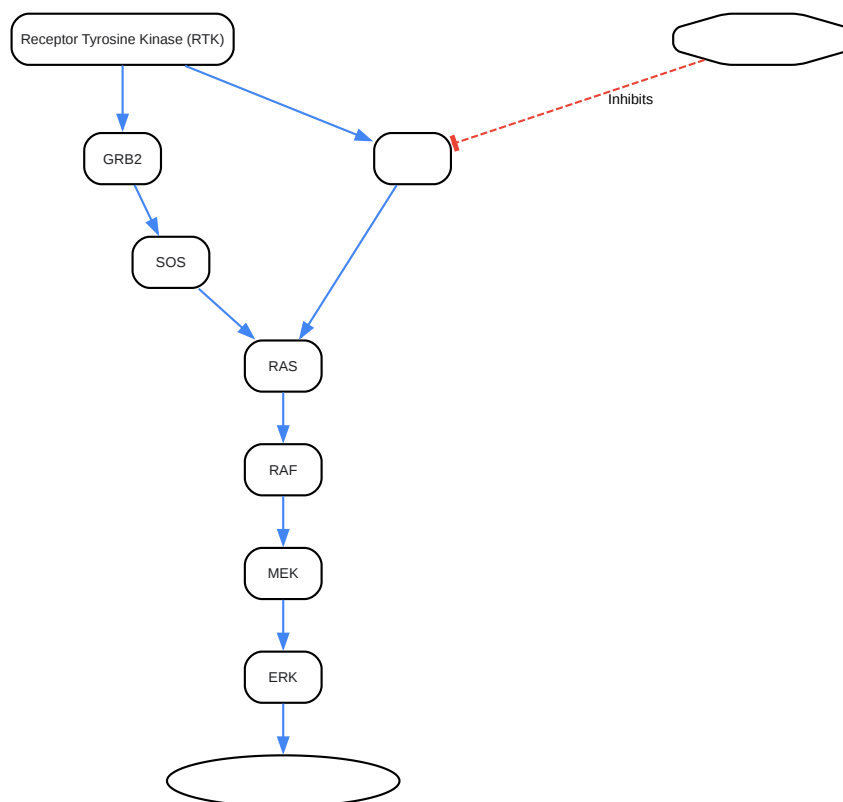 Receptor Tyrosine Kinase (RTK)
Inhibits
GRB2
SOS
RAS
RAF
MEK
ERK